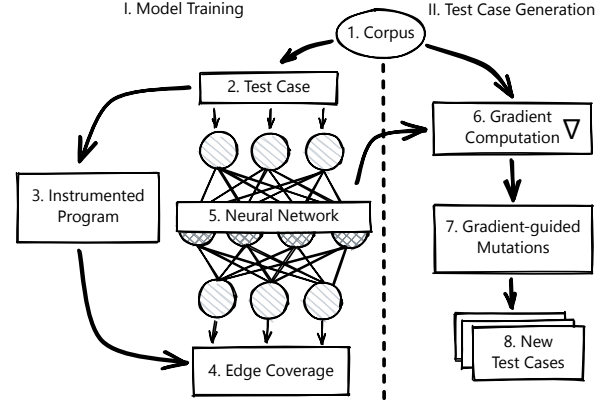 I. Model Training
II. Test Case Generation
1. Corpus
2. Test Case
3. Instrumented
Program
5. Neural Network
4. Edge Coverage
6. Gradient
Computation ∇
7. Gradient-guided
Mutations
8. New
Test Cases